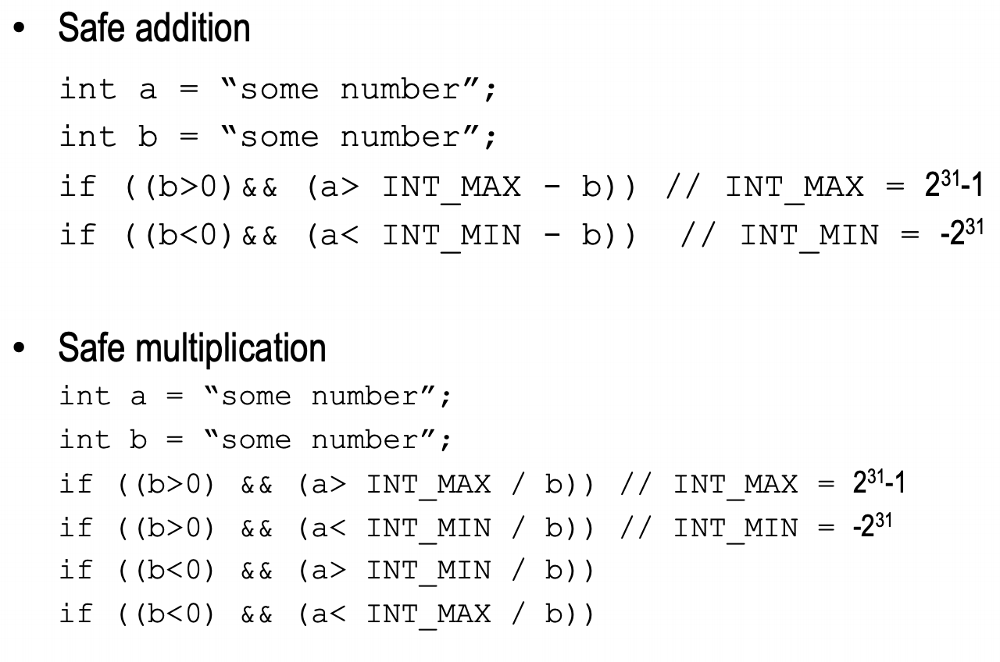 • Safe addition
int a = “some number”;
int b = “some number”;
if ((b>0)&& (a> INT_MAX - b)) // INT_MAX = 2³¹-1
if ((b<0)&& (a< INT_MIN - b)) // INT_MIN = -2³¹
• Safe multiplication
int a = “some number”;
int b = “some number”;
if ((b>0) && (a> INT_MAX / b)) // INT_MAX = 2³¹-1
if ((b>0) && (a< INT_MIN / b)) // INT_MIN = -2³¹
if ((b<0) && (a> INT_MIN / b))
if ((b<0) && (a< INT_MAX / b))